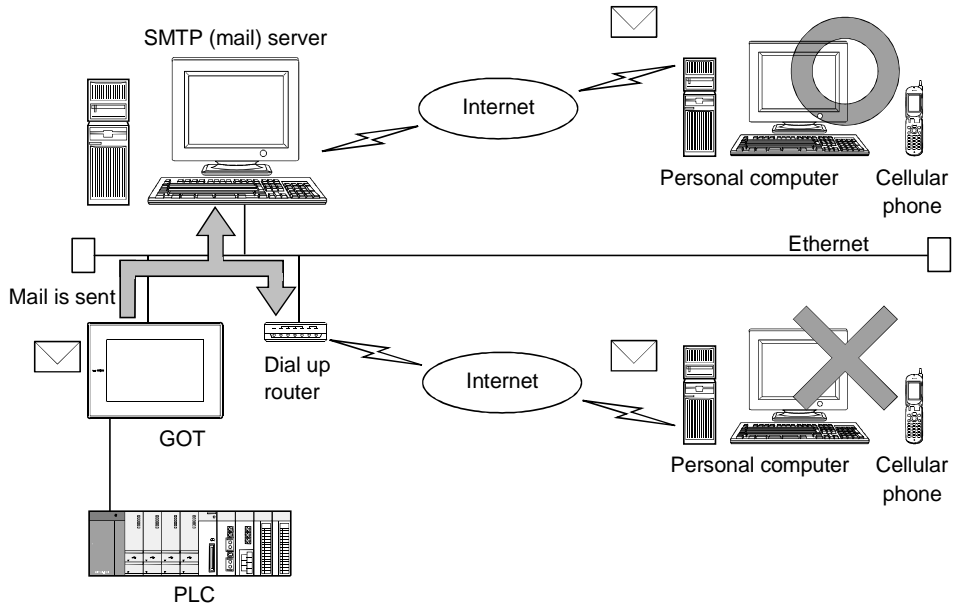 SMTP (mail) server
Internet
Personal computer
Cellular
phone
Ethernet
Mail is sent
Dial up
router
Internet
GOT
Personal computer
Cellular
phone
PLC